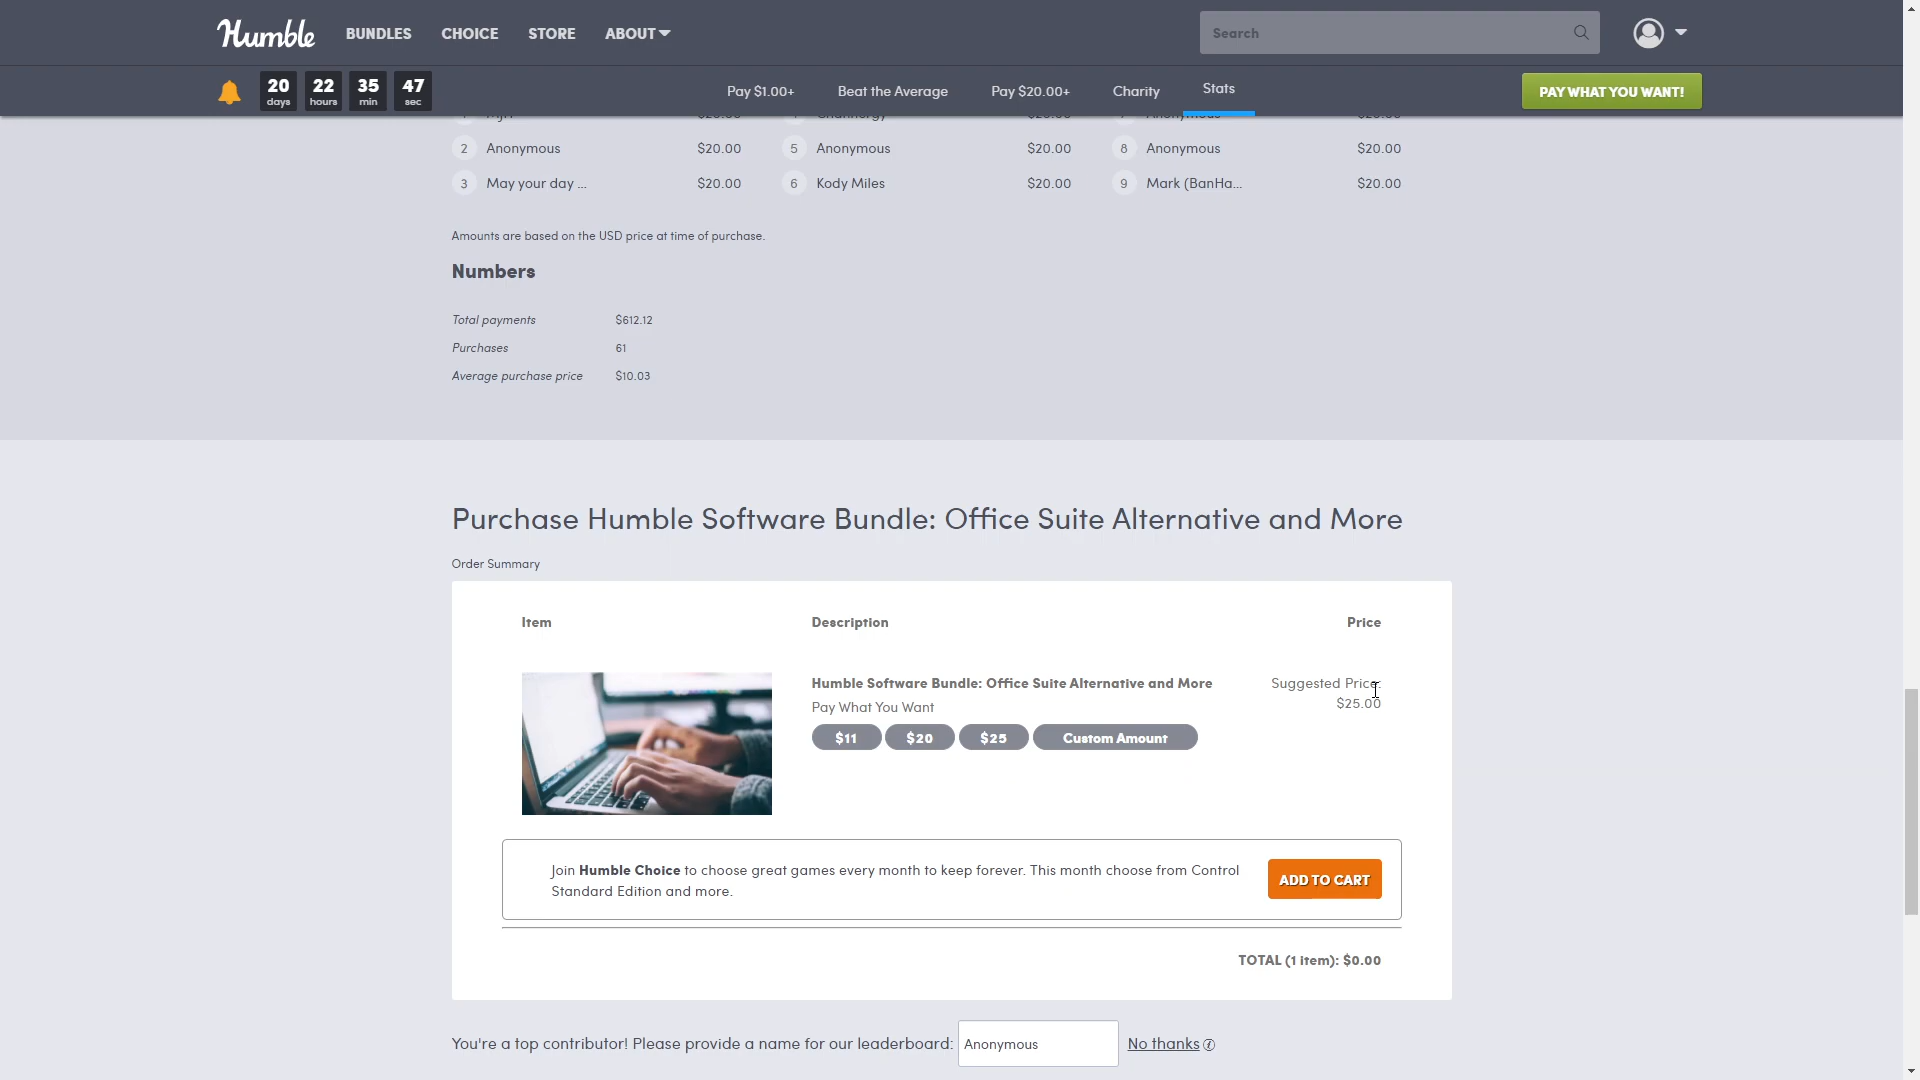 Humble BUNDLES CHOICE STORE ABOUT Search
20 days 22 hours 35 min 47 sec Pay $1.00+ Beat the Average Pay $20.00+ Charity Stats PAY WHAT YOU WANT!
2 Anonymous $20.00 5 Anonymous $20.00 8 Anonymous $20.00
3 May your day ... $20.00 6 Kody Miles $20.00 9 Mark (BanHa... $20.00
Amounts are based on the USD price at time of purchase.
Numbers
Total payments $612.12
Purchases 61
Average purchase price $10.03
Purchase Humble Software Bundle: Office Suite Alternative and More
Order Summary
Item Description Price
Humble Software Bundle: Office Suite Alternative and More Suggested Price:
$25.00
Pay What You Want
$11 $20 $25 Custom Amount
Join Humble Choice to choose great games every month to keep forever. This month choose from Control
Standard Edition and more.
ADD TO CART
TOTAL (1 item): $0.00
You're a top contributor! Please provide a name for our leaderboard: Anonymous No thanks